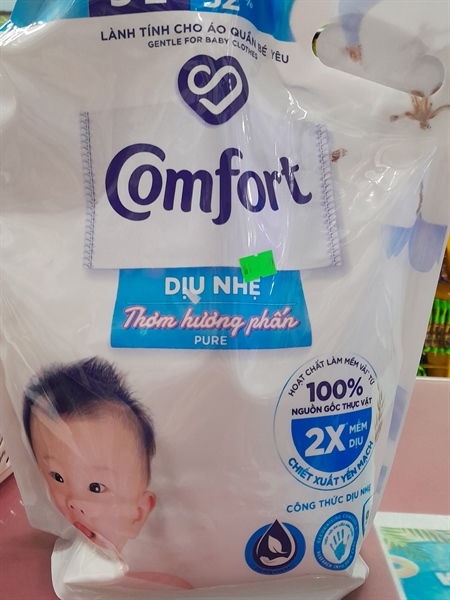 LÀNH TÍNH CHO ÁO QUẦN BÉ YÊU
GENTLE FOR BABY CLOTHES
Comfort
DỊU NHẸ
Thơm hương phấn
PURE
HOẠT CHẤT LÀM MỀM VẢI* TỪ
100%
NGUỒN GỐC THỰC VẬT
2X MỀM
DỊU
CHIẾT XUẤT YẾN MẠCH
CÔNG THỨC DỊU NHẸ